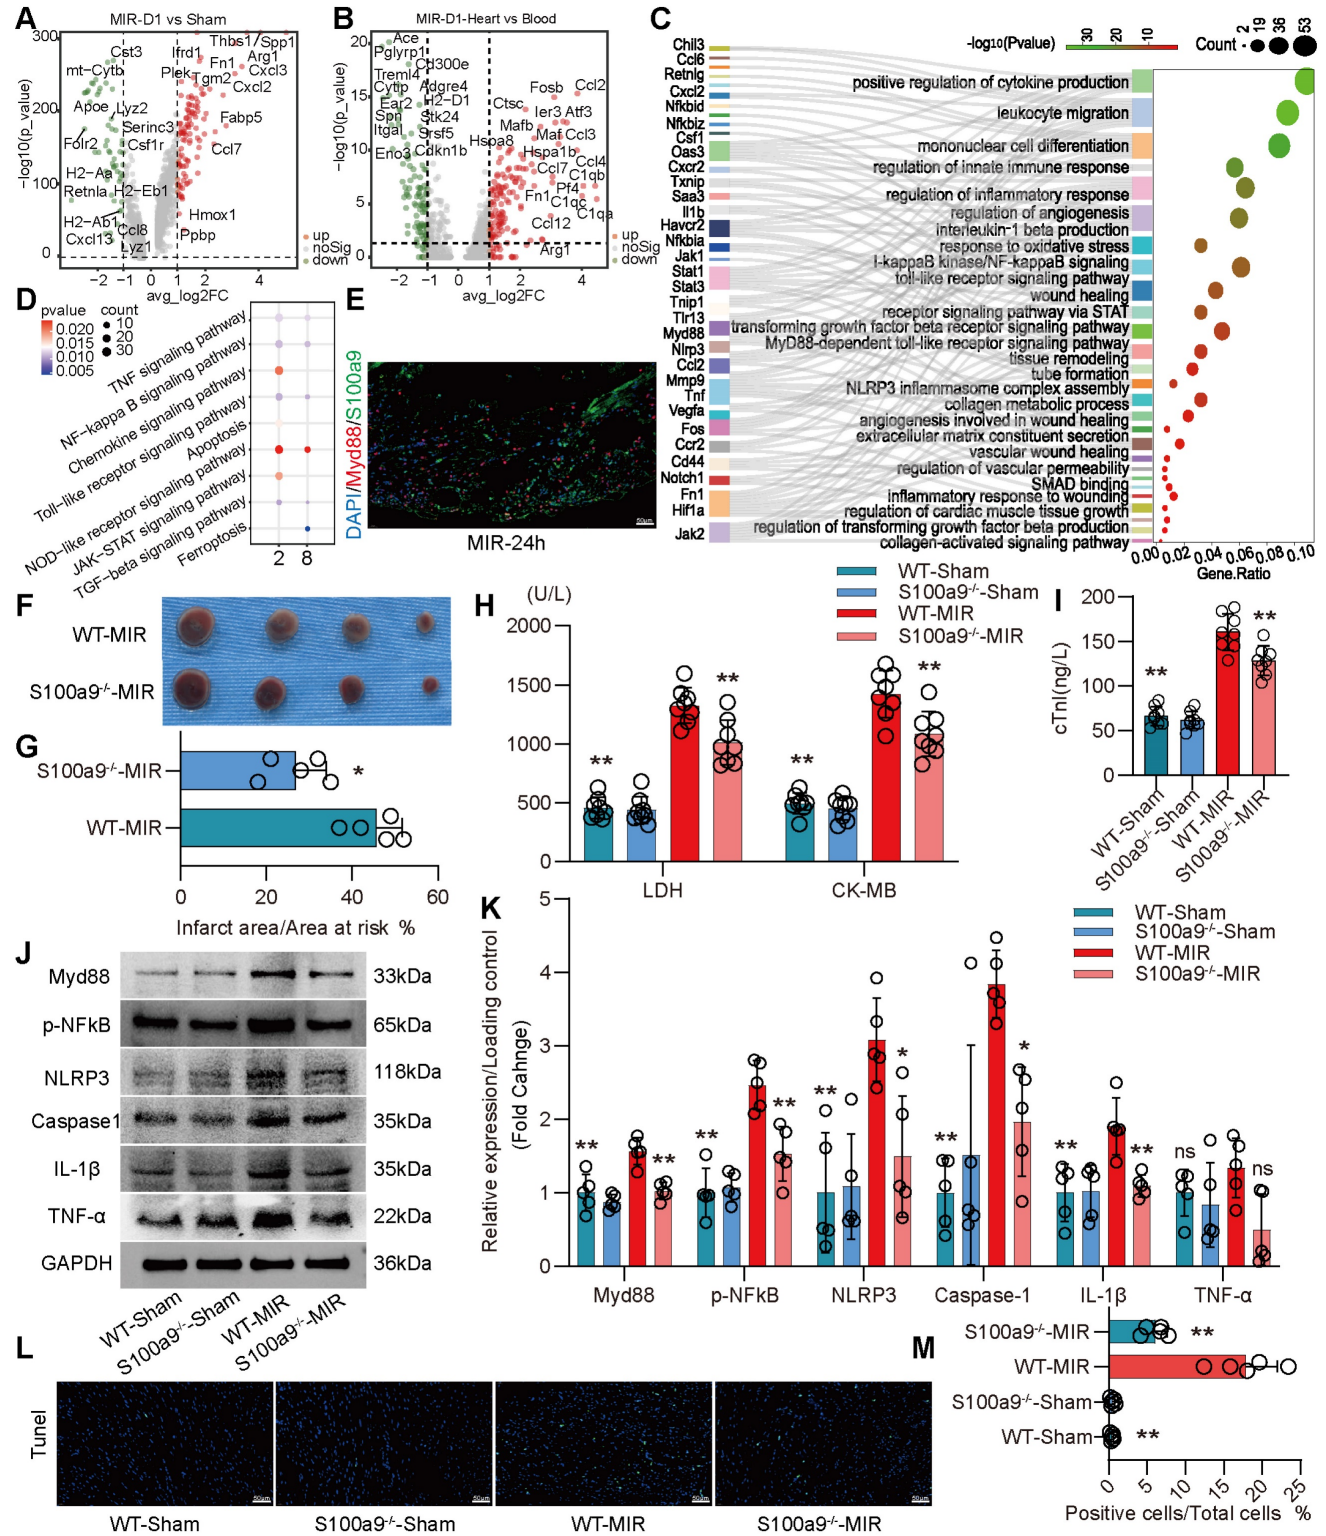 A
MIR-D1 vs Sham
300
200
100
0
−log10(p_value)
Cst3
mt-Cytb
Apoe
Lyz2
Serinc3
Csf1r
Folr2
H2-Aa
Retnla
H2-Eb1
H2-Ab1
Ccl8
Cxcl13
Lyz1
Thbs1
Spp1
Ifrd1
Fn1
Arg1
Plek
Tgm2
Cxcl3
Cxcl2
Fabp5
Ccl7
Hmox1
Ppbp
up
noSig
down
−2 −1 0 1 2 4
avg_log2FC
B
MIR-D1-Heart vs Blood
20
15
10
5
0
−log10(p_value)
Ace
Pglyrp1
Cd300e
Treml4
Cytip
Adgre4
Ear2
H2-D1
Spn
Stk24
Itgal
Srsf5
Eno3
Cdkn1b
Fosb
Ccl2
Ctsc
Ier3
Atf3
Mafb
Maf
Ccl3
Hspa8
Hspa1b
Ccl4
Ccl7
C1qb
Pf4
Fn1
C1qc
C1qa
Ccl12
Arg1
up
noSig
down
−2 −1 0 1 2 4
avg_log2FC
C
-log10(Pvalue)
30 20 10
Count
2 19 36 53
Chil3
Ccl6
Retnlg
Cxcl2
Nfkbid
Nfkbiz
Csf1
Oas3
Cxcr2
Txnip
Saa3
Il1b
Havcr2
Nfkbia
Jak1
Stat1
Stat3
Tnip1
Tlr13
Myd88
Nlrp3
Ccl2
Mmp9
Tnf
Vegfa
Fos
Ccr2
Cd44
Notch1
Fn1
Hif1a
Jak2
positive regulation of cytokine production
leukocyte migration
mononuclear cell differentiation
regulation of innate immune response
regulation of inflammatory response
regulation of angiogenesis
interleukin-1 beta production
response to oxidative stress
I-kappaB kinase/NF-kappaB signaling
toll-like receptor signaling pathway
wound healing
receptor signaling pathway via STAT
transforming growth factor beta receptor signaling pathway
MyD88-dependent toll-like receptor signaling pathway
tissue remodeling
tube formation
NLRP3 inflammasome complex assembly
collagen metabolic process
angiogenesis involved in wound healing
extracellular matrix constituent secretion
vascular wound healing
regulation of vascular permeability
SMAD binding
inflammatory response to wounding
regulation of cardiac muscle tissue growth
regulation of transforming growth factor beta production
collagen-activated signaling pathway
0.00 0.02 0.04 0.06 0.08 0.10
Gene.Ratio
D
pvalue
0.020
0.015
0.010
0.005
count
10
20
30
TNF signaling pathway
NF-kappa B signaling pathway
Chemokine signaling pathway
Toll-like receptor signaling pathway
Apoptosis
NOD-like receptor signaling pathway
JAK-STAT signaling pathway
TGF-beta signaling pathway
Ferroptosis
2 8
E
DAPI/Myd88/S100a9
50μm
MIR-24h
F
WT-MIR
S100a9-/-MIR
G
S100a9-/-MIR
*
WT-MIR
0 20 40 60
Infarct area/Area at risk %
H
(U/L)
2000
1500
1000
500
0
WT-Sham
S100a9-/-Sham
WT-MIR
S100a9-/-MIR
** ** ** **
LDH CK-MB
I
cTnI(ng/L)
200
150
100
50
0
** **
WT-Sham
S100a9-/-Sham
WT-MIR
S100a9-/-MIR
J
Myd88 33kDa
p-NFkB 65kDa
NLRP3 118kDa
Caspase1 35kDa
IL-1β 35kDa
TNF-α 22kDa
GAPDH 36kDa
WT-Sham
S100a9-/-Sham
WT-MIR
S100a9-/-MIR
K
Relative expression/Loading control
(Fold Cahnge)
5
4
3
2
1
0
WT-Sham
S100a9-/-Sham
WT-MIR
S100a9-/-MIR
** ** ** ** ** * ** * ** ** ns ns
Myd88 p-NFkB NLRP3 Caspase-1 IL-1β TNF-α
L
Tunel
50μm 50μm 50μm 50μm
WT-Sham S100a9-/-Sham WT-MIR S100a9-/-MIR
M
S100a9-/-MIR **
WT-MIR
S100a9-/-Sham
WT-Sham **
0 5 10 15 20 25
Positive cells/Total cells %